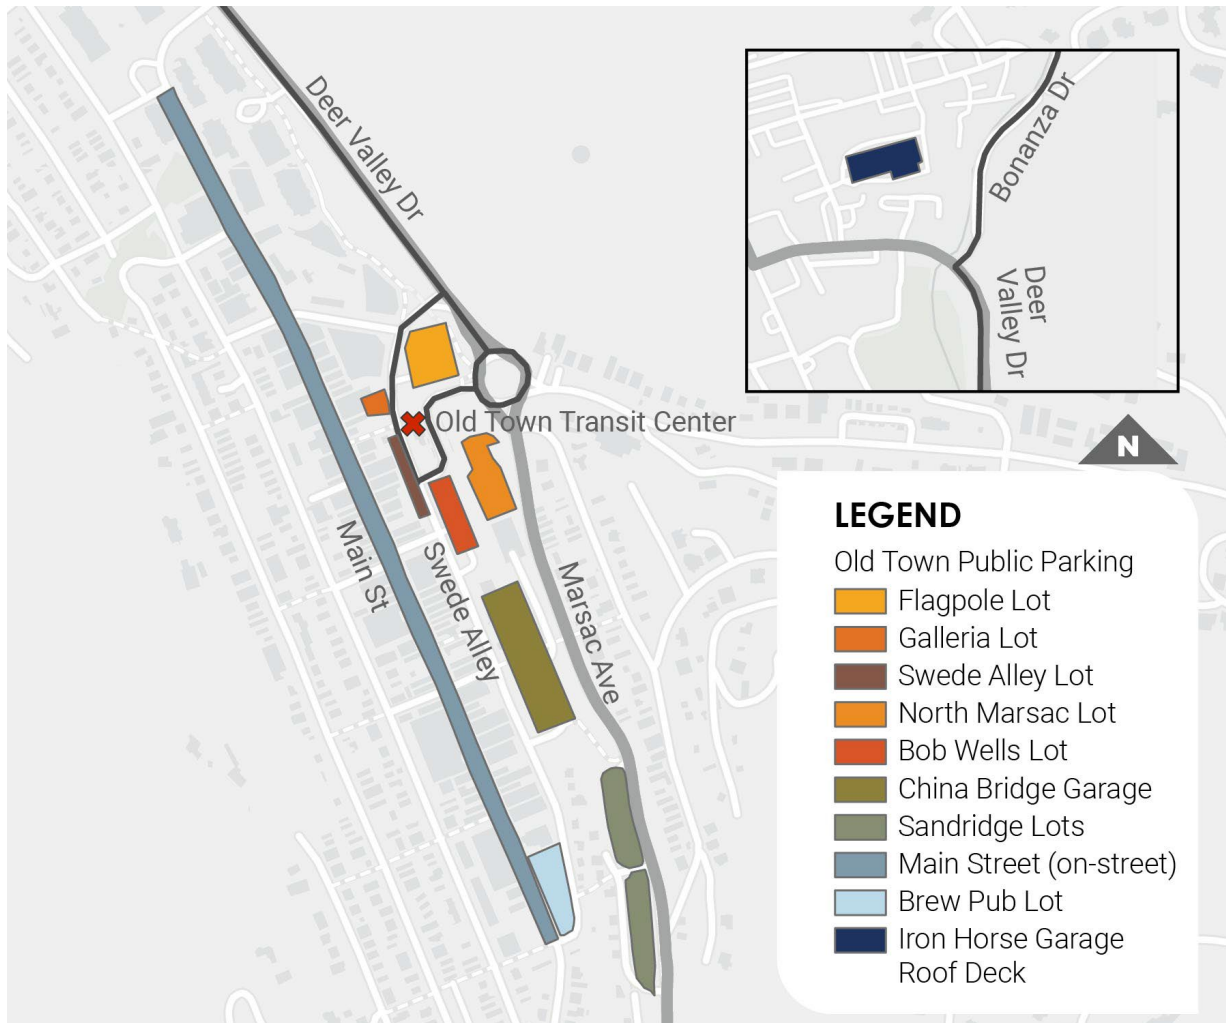 Deer Valley Dr
Bonanza Dr
Deer
Valley Dr
Old Town Transit Center
N
Main St
Swede Alley
Marsac Ave
LEGEND
Old Town Public Parking
Flagpole Lot
Galleria Lot
Swede Alley Lot
North Marsac Lot
Bob Wells Lot
China Bridge Garage
Sandridge Lots
Main Street (on-street)
Brew Pub Lot
Iron Horse Garage
Roof Deck